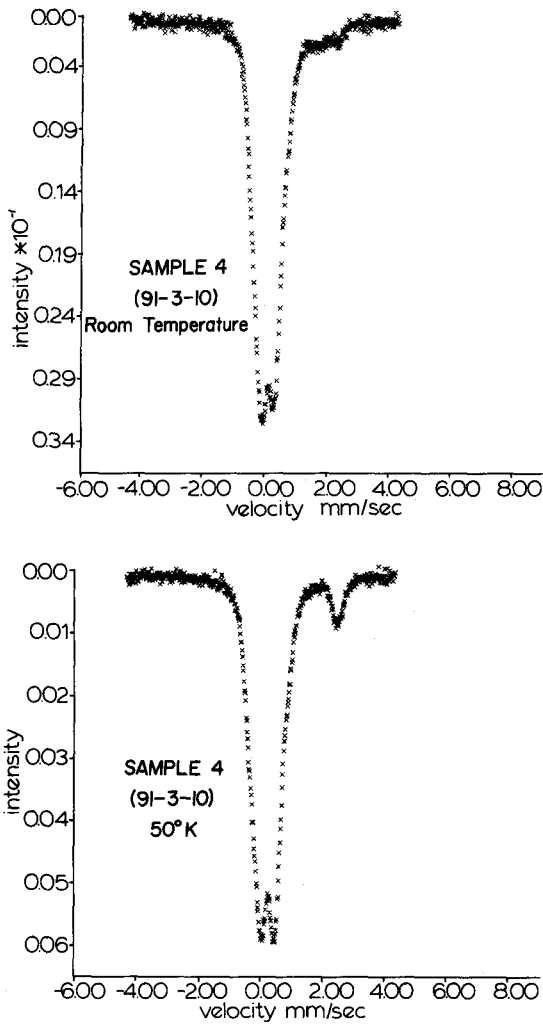 0.00
0.04
0.09
0.14
0.19
0.24
0.29
0.34
intensity *10⁻¹
SAMPLE 4
(91-3-10)
Room Temperature
-6.00 -4.00 -2.00 0.00 2.00 4.00 6.00 8.00
velocity mm/sec
0.00
0.01
0.02
0.03
0.04
0.05
0.06
intensity
SAMPLE 4
(91-3-10)
50°K
-6.00 -4.00 -2.00 0.00 2.00 4.00 6.00 8.00
velocity mm/sec